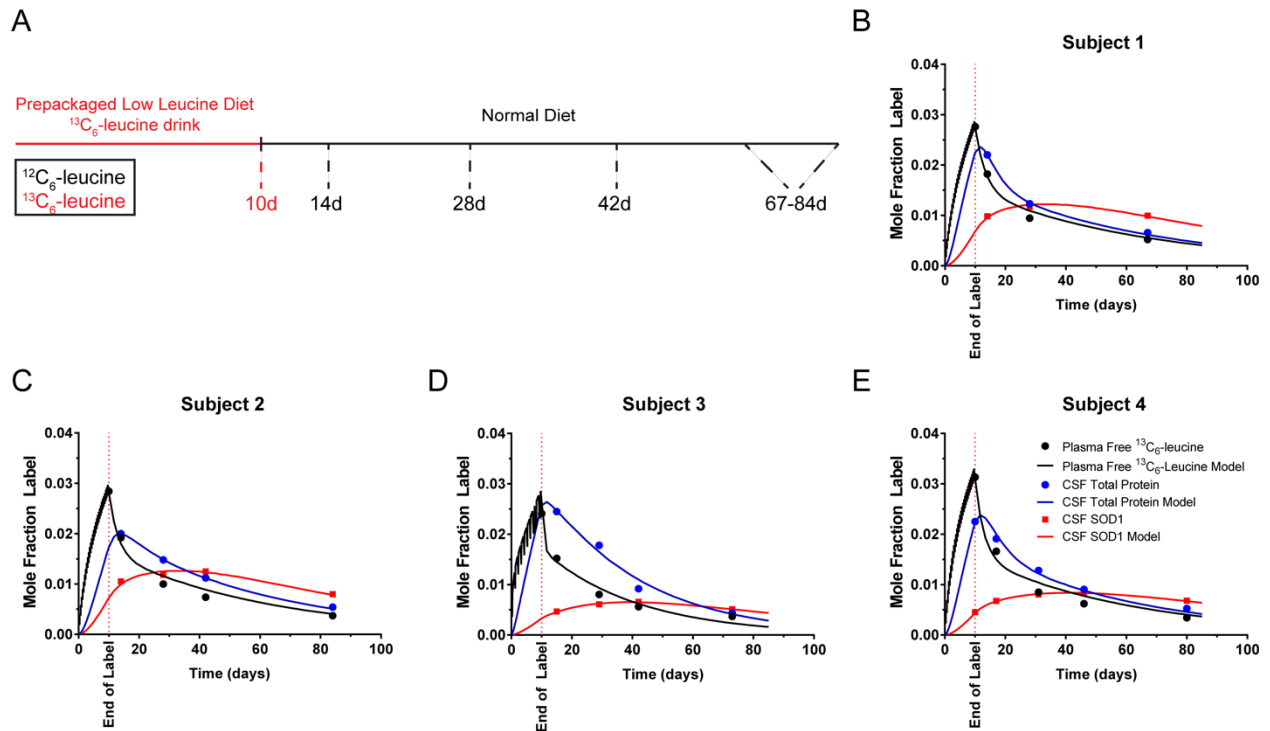 A
Prepackaged Low Leucine Diet
¹³C₆-leucine drink
Normal Diet
¹²C₆-leucine
¹³C₆-leucine
10d
14d
28d
42d
67-84d
B
Subject 1
Mole Fraction Label
0.04
0.03
0.02
0.01
0.00
0
20
40
60
80
100
End of Label
Time (days)
C
Subject 2
Mole Fraction Label
0.04
0.03
0.02
0.01
0.00
0
20
40
60
80
100
End of Label
Time (days)
D
Subject 3
Mole Fraction Label
0.04
0.03
0.02
0.01
0.00
0
20
40
60
80
100
End of Label
Time (days)
E
Subject 4
Mole Fraction Label
0.04
0.03
0.02
0.01
0.00
0
20
40
60
80
100
End of Label
Time (days)
Plasma Free ¹³C₆-leucine
Plasma Free ¹³C₆-Leucine Model
CSF Total Protein
CSF Total Protein Model
CSF SOD1
CSF SOD1 Model